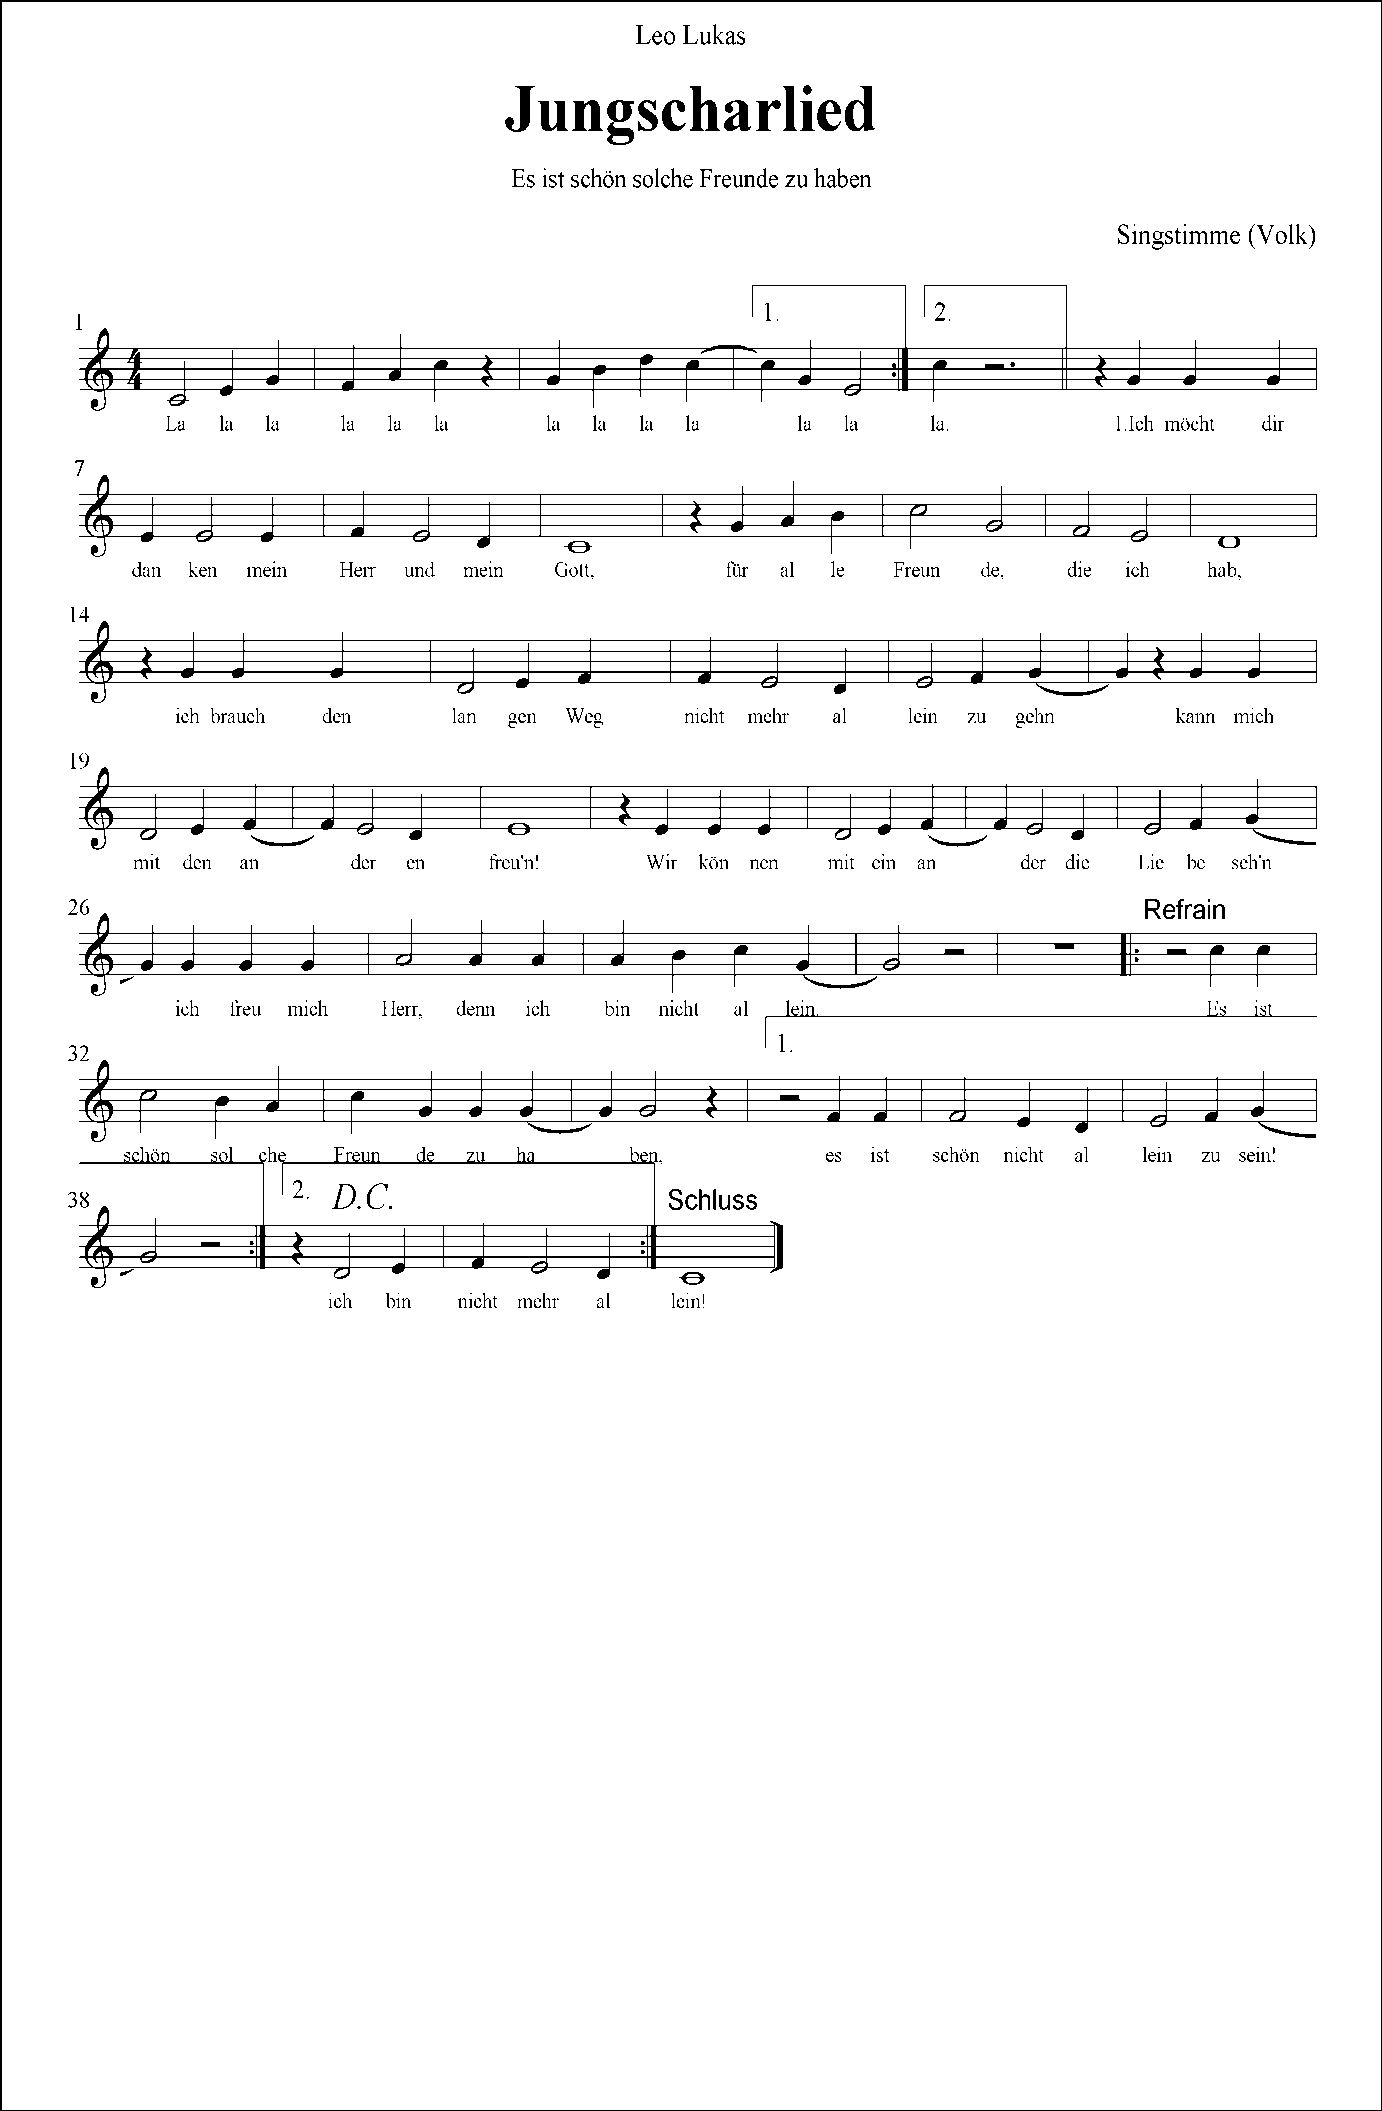 Leo Lukas
Jungscharlied
Es ist schön solche Freunde zu haben
Singstimme (Volk)
1. 2.
1
4 4
La la la la la la la la la la la la la. 1.Ich möcht dir
7
dan ken mein Herr und mein Gott, für al le Freun de, die ich hab,
14
ich brauch den lan gen Weg nicht mehr al lein zu gehn kann mich
19
mit den an der en freu'n! Wir kön nen mit ein an der die Lie be seh'n
26 Refrain
ich freu mich Herr, denn ich bin nicht al lein. Es ist
32 1.
schön sol che Freun de zu ha ben, es ist schön nicht al lein zu sein!
38 2. D.C. Schluss
ich bin nicht mehr al lein!